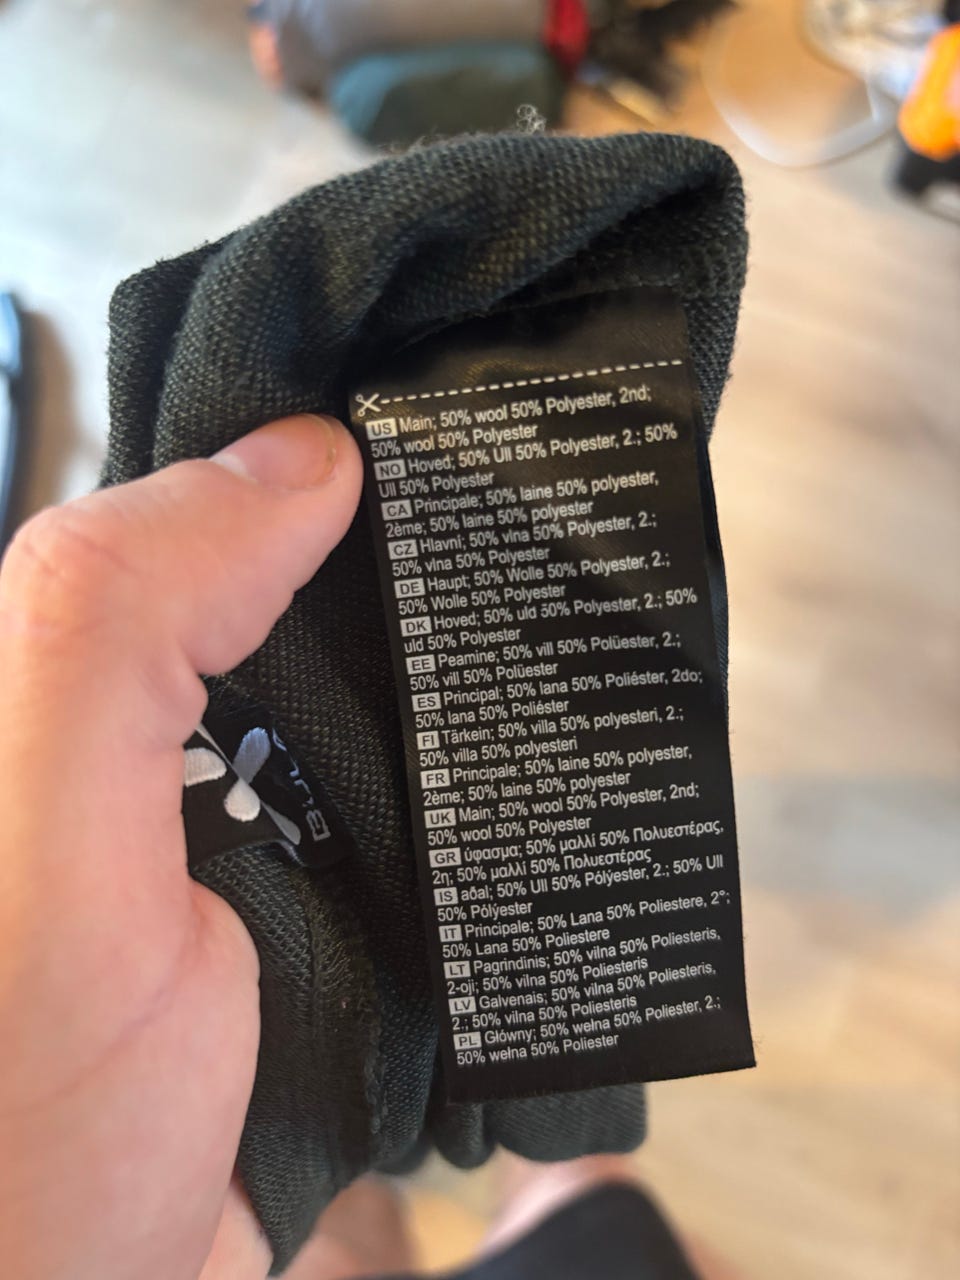 US Main; 50% wool 50% Polyester, 2nd;
50% wool 50% Polyester
NO Hoved; 50% Ull 50% Polyester, 2.; 50%
Ull 50% Polyester
CA Principale; 50% laine 50% polyester,
2ème; 50% laine 50% polyester
CZ Hlavní; 50% vlna 50% Polyester, 2.;
50% vlna 50% Polyester
DE Haupt; 50% Wolle 50% Polyester, 2.;
50% Wolle 50% Polyester
DK Hoved; 50% uld 50% Polyester, 2.; 50%
uld 50% Polyester
EE Peamine; 50% vill 50% Polüester, 2.;
50% vill 50% Polüester
ES Principal; 50% lana 50% Poliéster, 2do;
50% lana 50% Poliéster
FI Tärkein; 50% villa 50% polyesteri, 2.;
50% villa 50% polyesteri
FR Principale; 50% laine 50% polyester,
2ème; 50% laine 50% polyester
UK Main; 50% wool 50% Polyester, 2nd;
50% wool 50% Polyester
GR ύφασμα; 50% μαλλί 50% Πολυεστέρας,
2η; 50% μαλλί 50% Πολυεστέρας
IS aðal; 50% Ull 50% Pólýester, 2.; 50% Ull
50% Pólýester
IT Principale; 50% Lana 50% Poliestere, 2°;
50% Lana 50% Poliestere
LT Pagrindinis; 50% vilna 50% Poliesteris,
2-oji; 50% vilna 50% Poliesteris
LV Galvenais; 50% vilna 50% Poliesteris,
2.; 50% vilna 50% Poliesteris
PL Główny; 50% wełna 50% Poliester, 2.;
50% wełna 50% Poliester